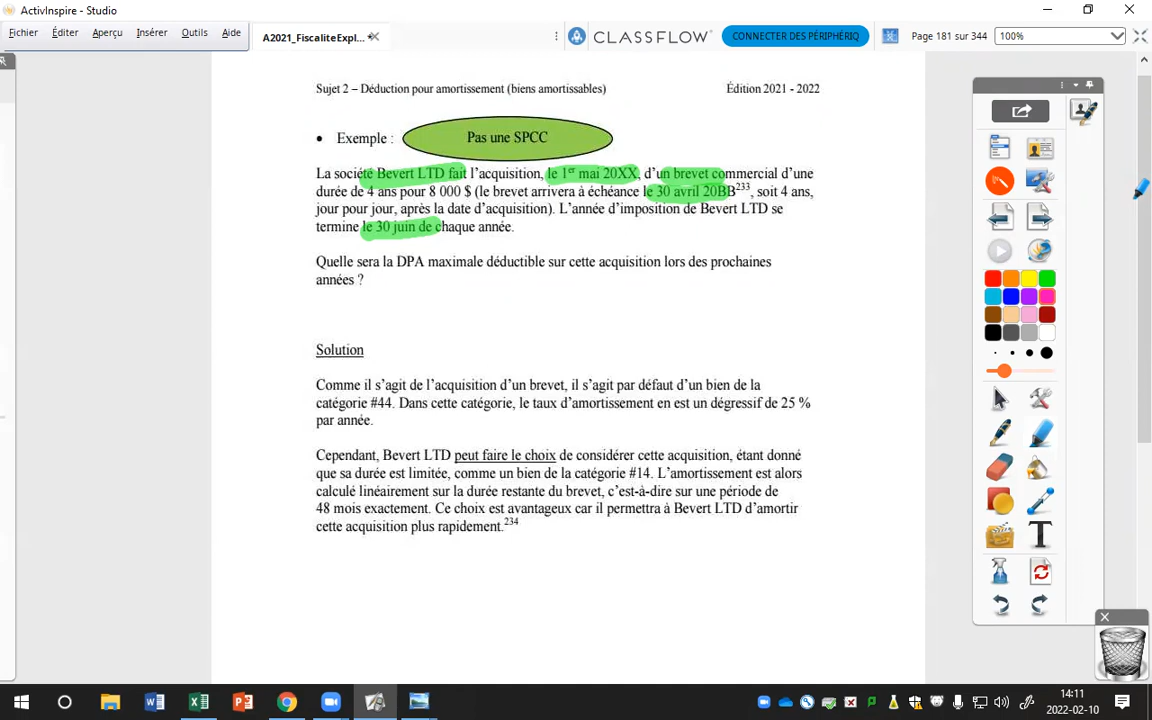 ActivInspire - Studio
Fichier Éditer Aperçu Insérer Outils Aide
A2021_FiscaliteExpl...
CLASSFLOW
CONNECTER DES PÉRIPHÉRIQ
Page 181 sur 344
100%
Sujet 2 – Déduction pour amortissement (biens amortissables) Édition 2021 - 2022
• Exemple : Pas une SPCC
La société Bevert LTD fait l’acquisition, le 1er mai 20XX, d’un brevet commercial d’une
durée de 4 ans pour 8 000 $ (le brevet arrivera à échéance le 30 avril 20BB233, soit 4 ans,
jour pour jour, après la date d’acquisition). L’année d’imposition de Bevert LTD se
termine le 30 juin de chaque année.
Quelle sera la DPA maximale déductible sur cette acquisition lors des prochaines
années ?
Solution
Comme il s’agit de l’acquisition d’un brevet, il s’agit par défaut d’un bien de la
catégorie #44. Dans cette catégorie, le taux d’amortissement en est un dégressif de 25 %
par année.
Cependant, Bevert LTD peut faire le choix de considérer cette acquisition, étant donné
que sa durée est limitée, comme un bien de la catégorie #14. L’amortissement est alors
calculé linéairement sur la durée restante du brevet, c’est-à-dire sur une période de
48 mois exactement. Ce choix est avantageux car il permettra à Bevert LTD d’amortir
cette acquisition plus rapidement.234
14:11
2022-02-10